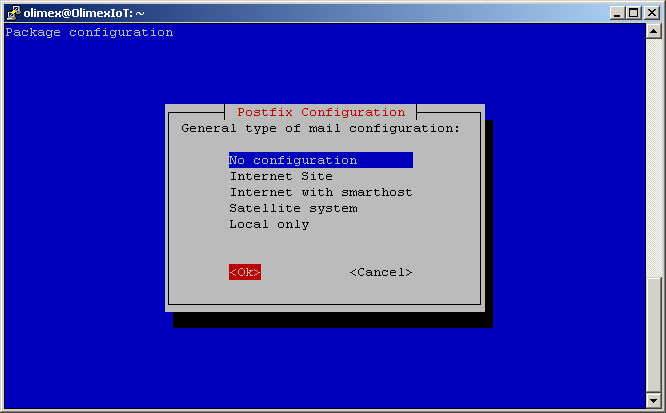 olimex@OlimexIoT: ~
Package configuration
Postfix Configuration
General type of mail configuration:
No configuration
Internet Site
Internet with smarthost
Satellite system
Local only
<Ok> <Cancel>